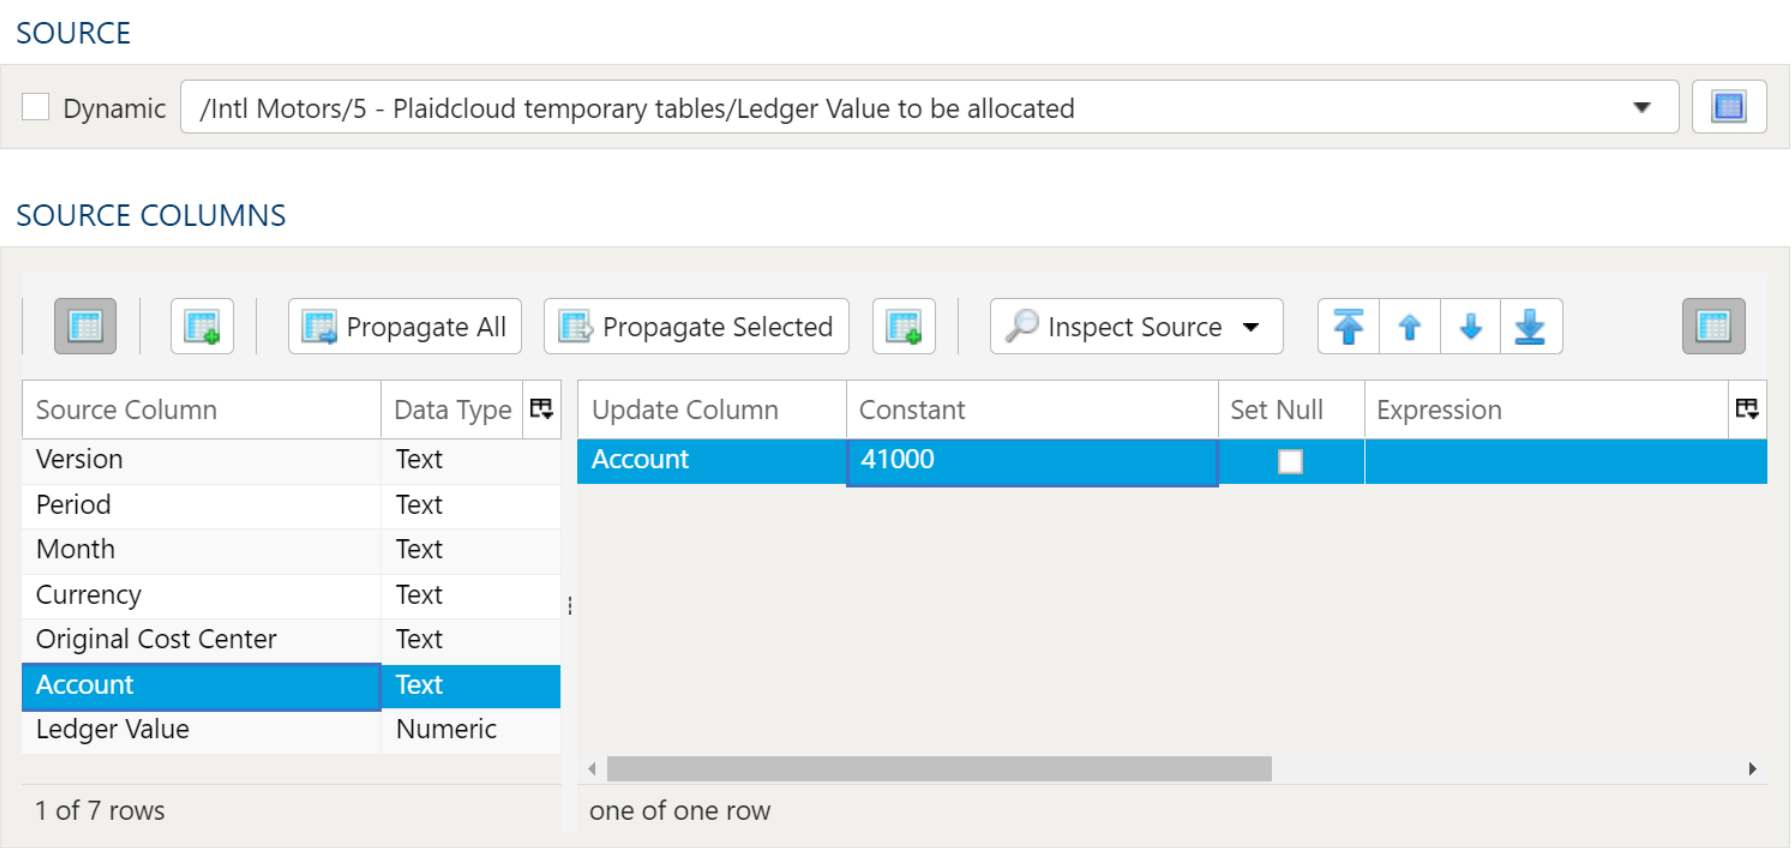 SOURCE
Dynamic /Intl Motors/5 - Plaidcloud temporary tables/Ledger Value to be allocated
SOURCE COLUMNS
Propagate All Propagate Selected Inspect Source
Source Column Data Type Update Column Constant Set Null Expression
Version Text Account 41000
Period Text
Month Text
Currency Text
Original Cost Center Text
Account Text
Ledger Value Numeric
1 of 7 rows one of one row